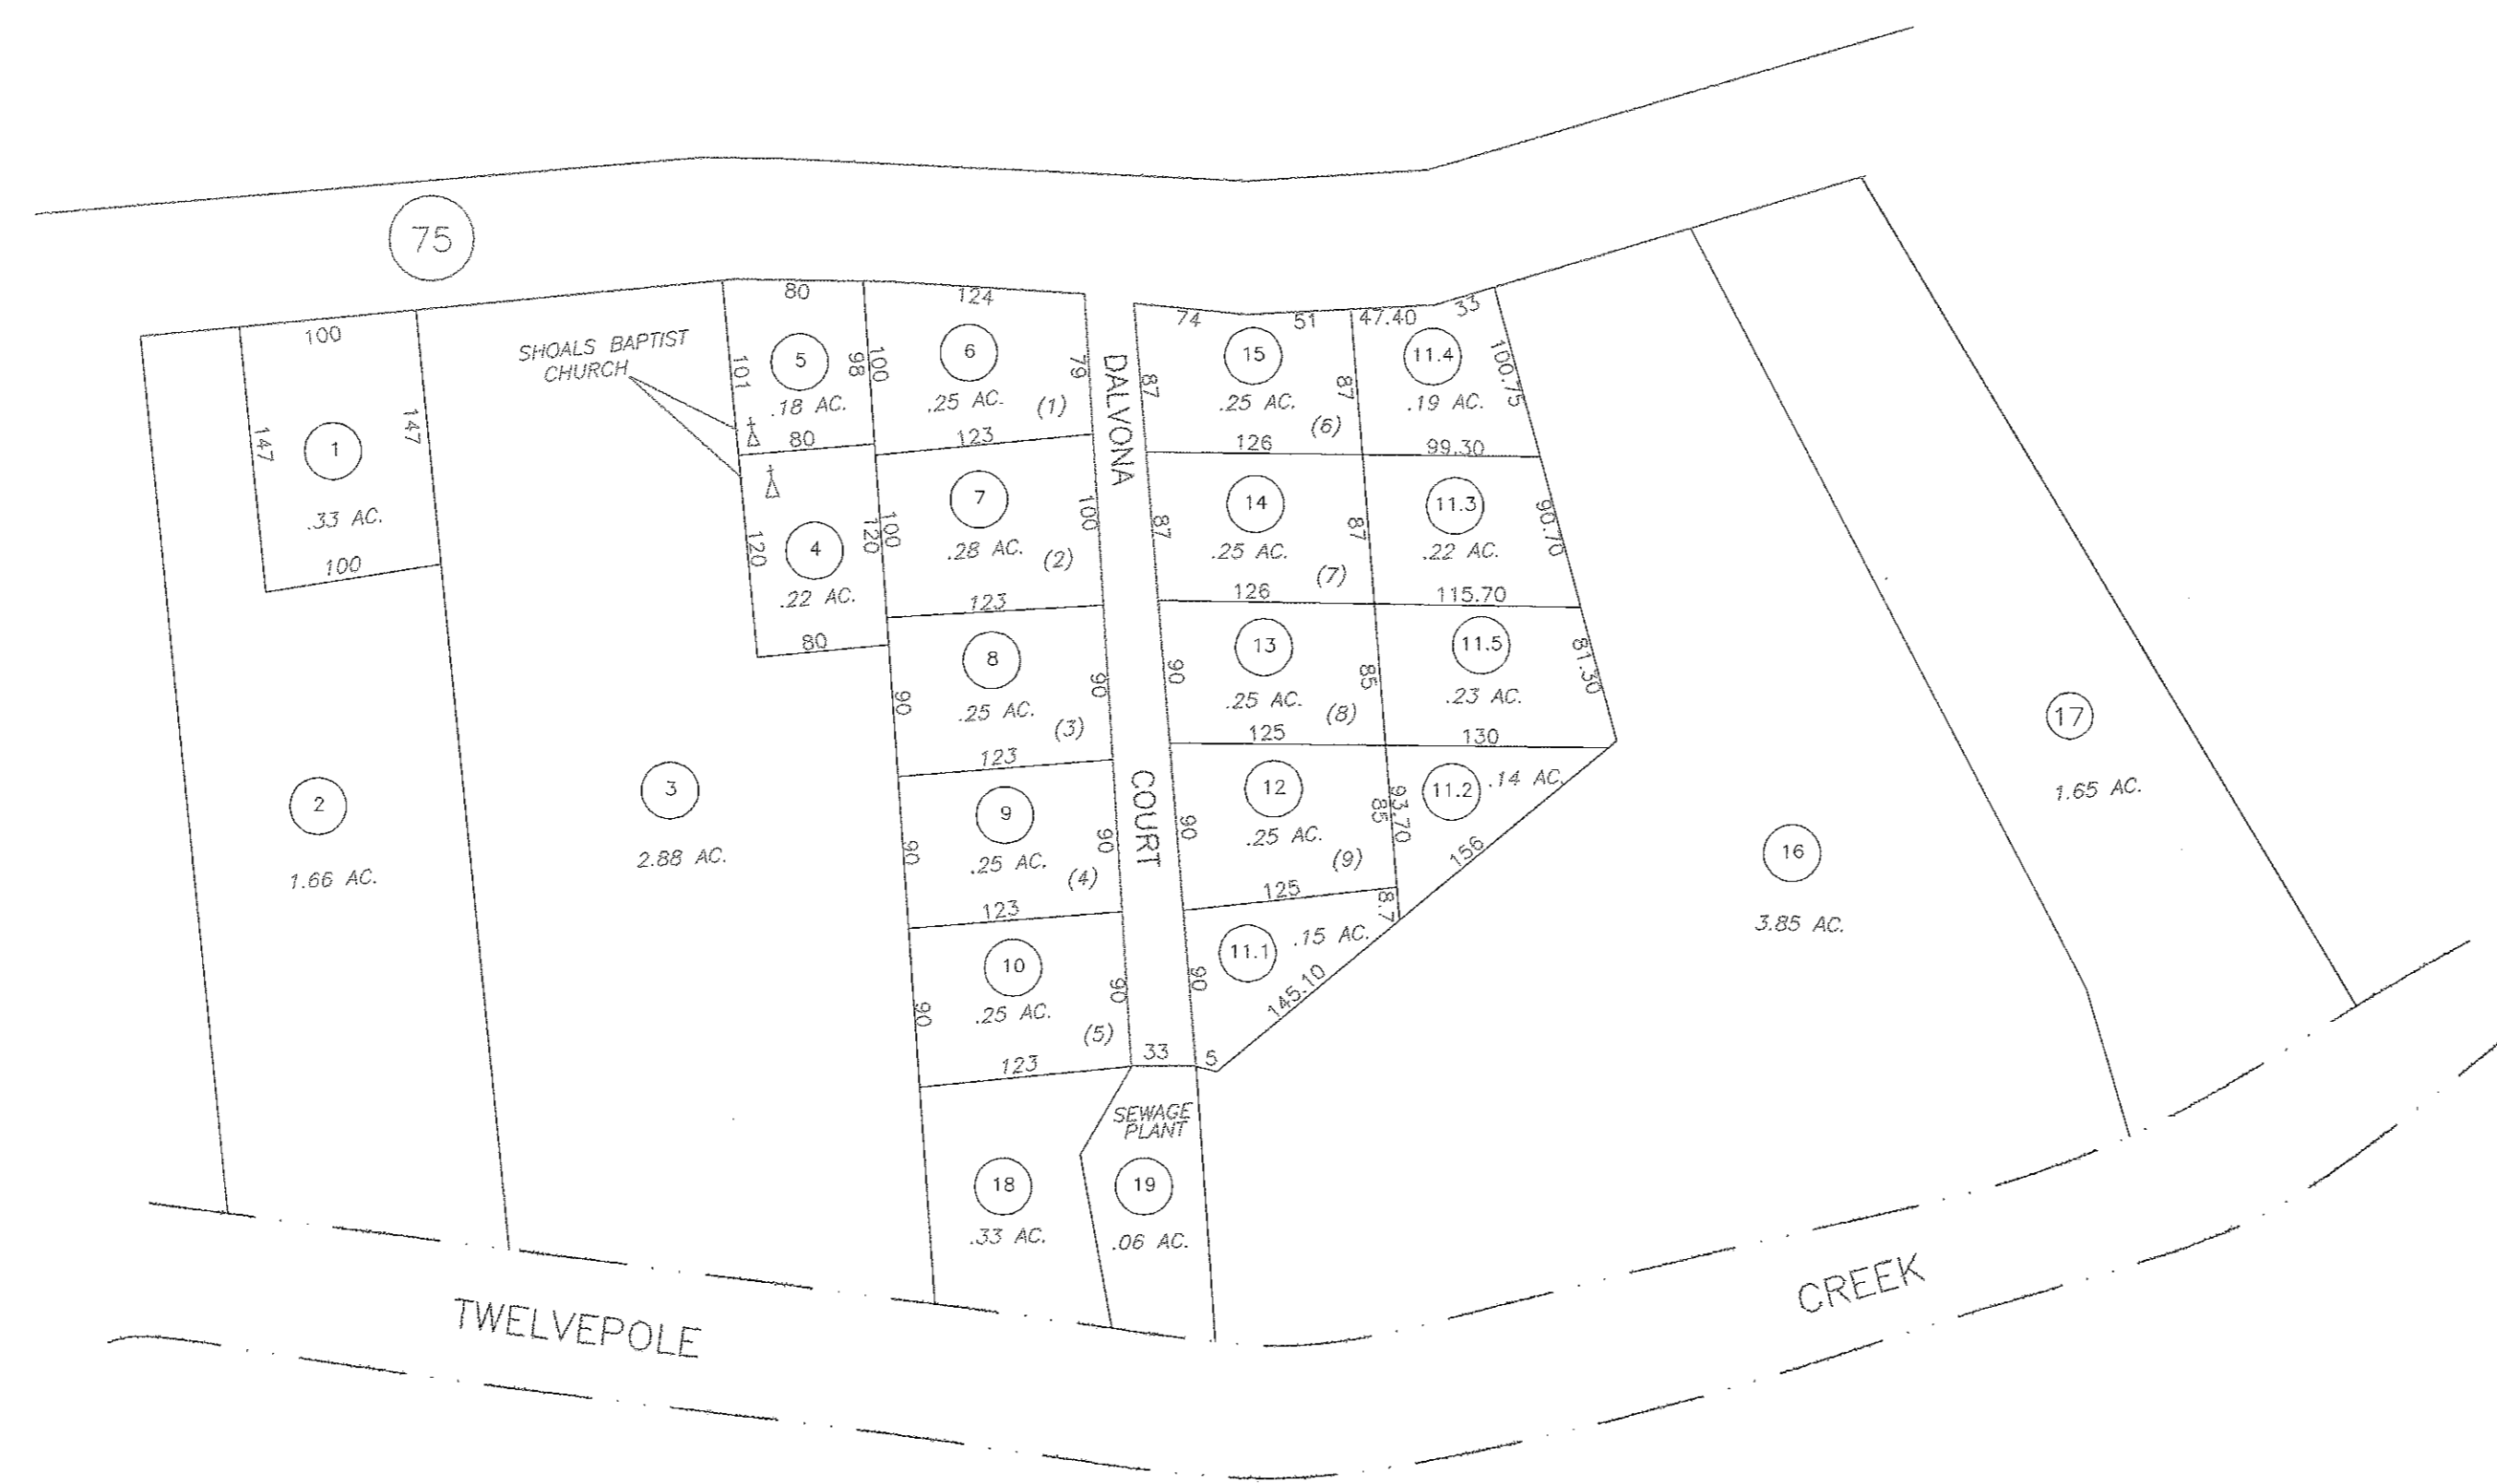 75
100
147
147
1
.33 AC.
100
2
1.66 AC.
3
2.88 AC.
SHOALS BAPTIST
CHURCH
80
101
98
5
.18 AC.
80
120
120
4
.22 AC.
80
124
100
79
6
.25 AC.
(1)
123
100
100
7
.28 AC.
(2)
123
90
90
8
.25 AC.
(3)
123
90
90
9
.25 AC.
(4)
123
90
90
10
.25 AC.
(5)
123
DALVONA
COURT
33
5
74
51
87
87
15
.25 AC.
(6)
126
87
87
14
.25 AC.
(7)
126
90
85
13
.25 AC.
(8)
125
90
85
12
.25 AC.
(9)
125
8.7
90
11.1
.15 AC.
145.10
47.40
33
100.75
11.4
.19 AC.
99.30
90.70
11.3
.22 AC.
115.70
81.30
11.5
.23 AC.
130
93.70
11.2
.14 AC.
156
16
3.85 AC.
17
1.65 AC.
SEWAGE
PLANT
18
.33 AC.
19
.06 AC.
TWELVEPOLE
CREEK